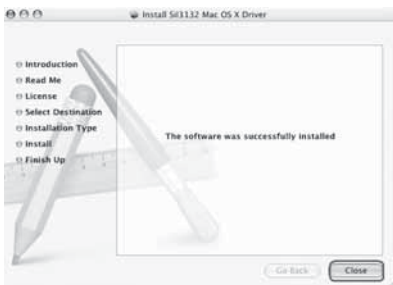 Install SiI3132 Mac OS X Driver
Introduction
Read Me
License
Select Destination
Installation Type
Install
Finish Up
The software was successfully installed
Go Back
Close